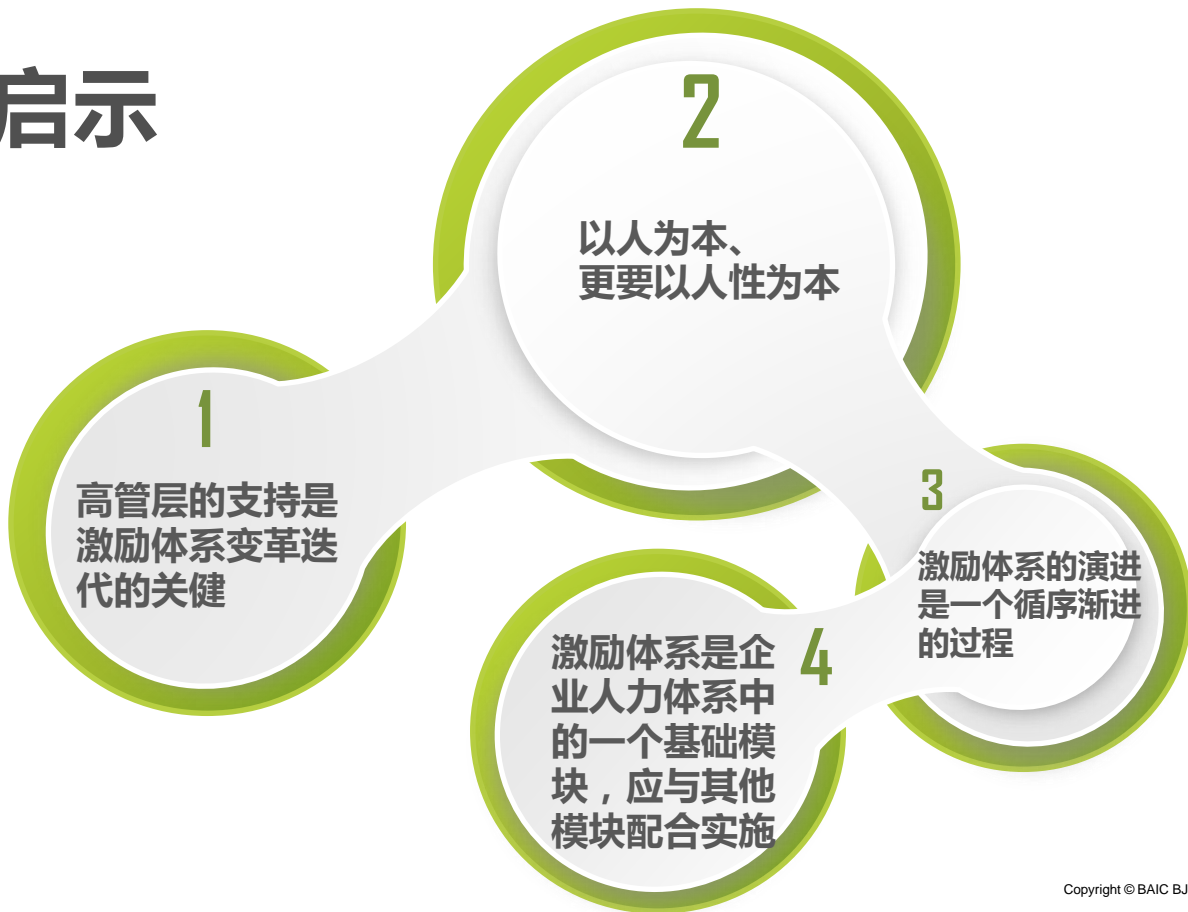 启示
1
高管层的支持是
激励体系变革迭
代的关健
2
以人为本、
更要以人性为本
3
激励体系的演进
是一个循序渐进
的过程
4
激励体系是企
业人力体系中
的一个基础模
块，应与其他
模块配合实施
Copyright © BAIC BJ